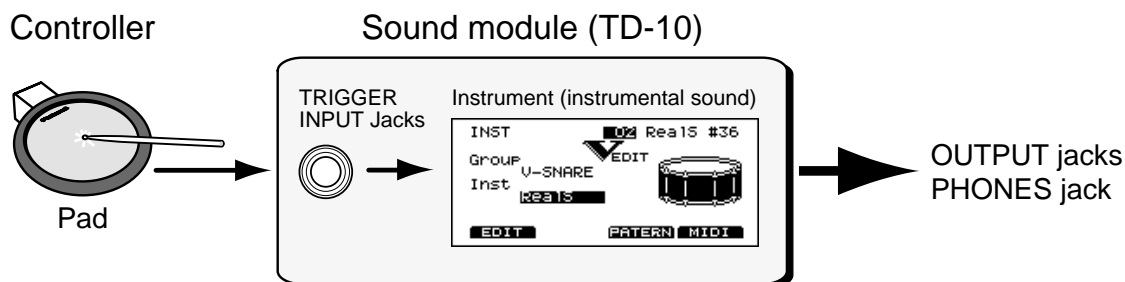 Controller
Sound module (TD-10)
Pad
TRIGGER
INPUT Jacks
Instrument (instrumental sound)
INST
02 RealS #36
EDIT
Group
V-SNARE
Inst
RealS
EDIT
PATERN
MIDI
OUTPUT jacks
PHONES jack